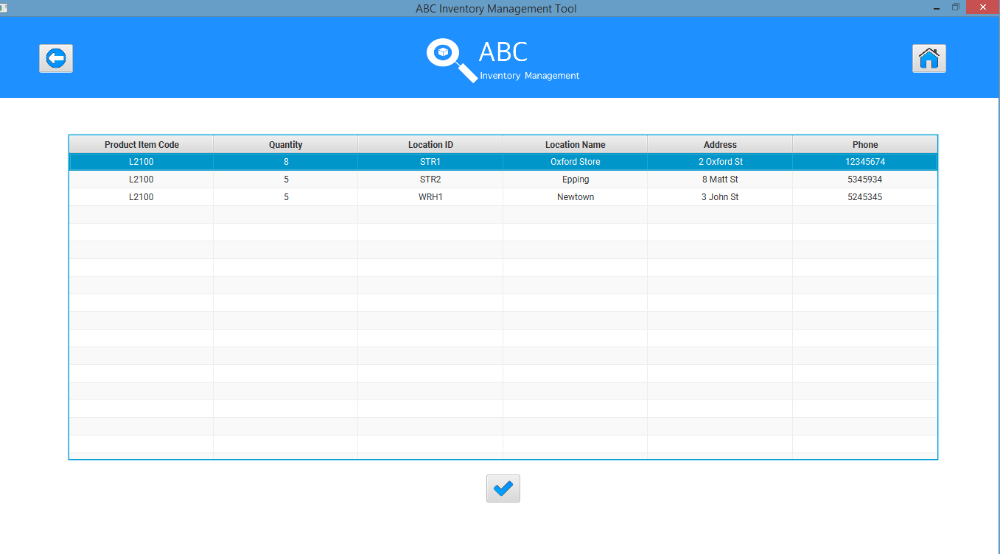 ABC Inventory Management Tool
ABC
Inventory Management
Product Item Code Quantity Location ID Location Name Address Phone
L2100 8 STR1 Oxford Store 2 Oxford St 12345674
L2100 5 STR2 Epping 8 Matt St 5345934
L2100 5 WRH1 Newtown 3 John St 5245345